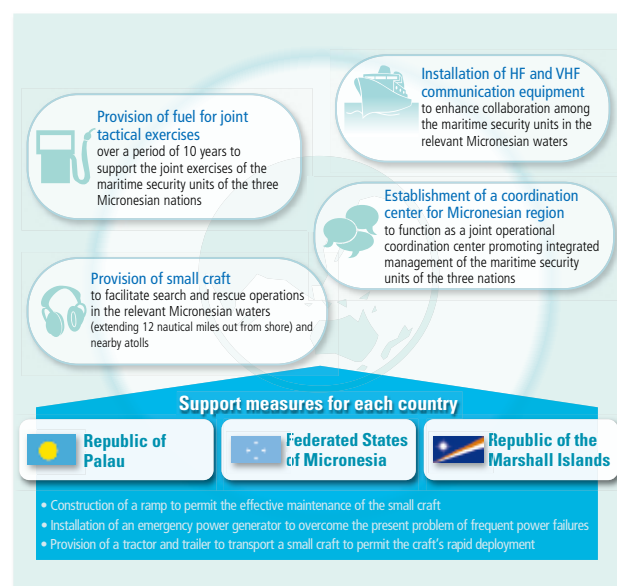 Provision of fuel for joint
tactical exercises
over a period of 10 years to
support the joint exercises of the
maritime security units of the three
Micronesian nations
Installation of HF and VHF
communication equipment
to enhance collaboration among
the maritime security units in the
relevant Micronesian waters
Establishment of a coordination
center for Micronesian region
to function as a joint operational
coordination center promoting integrated
management of the maritime security
units of the three nations
Provision of small craft
to facilitate search and rescue operations
in the relevant Micronesian waters
(extending 12 nautical miles out from shore) and
nearby atolls
Support measures for each country
Republic of
Palau
Federated States
of Micronesia
Republic of the
Marshall Islands
• Construction of a ramp to permit the effective maintenance of the small craft
• Installation of an emergency power generator to overcome the present problem of frequent power failures
• Provision of a tractor and trailer to transport a small craft to permit the craft's rapid deployment